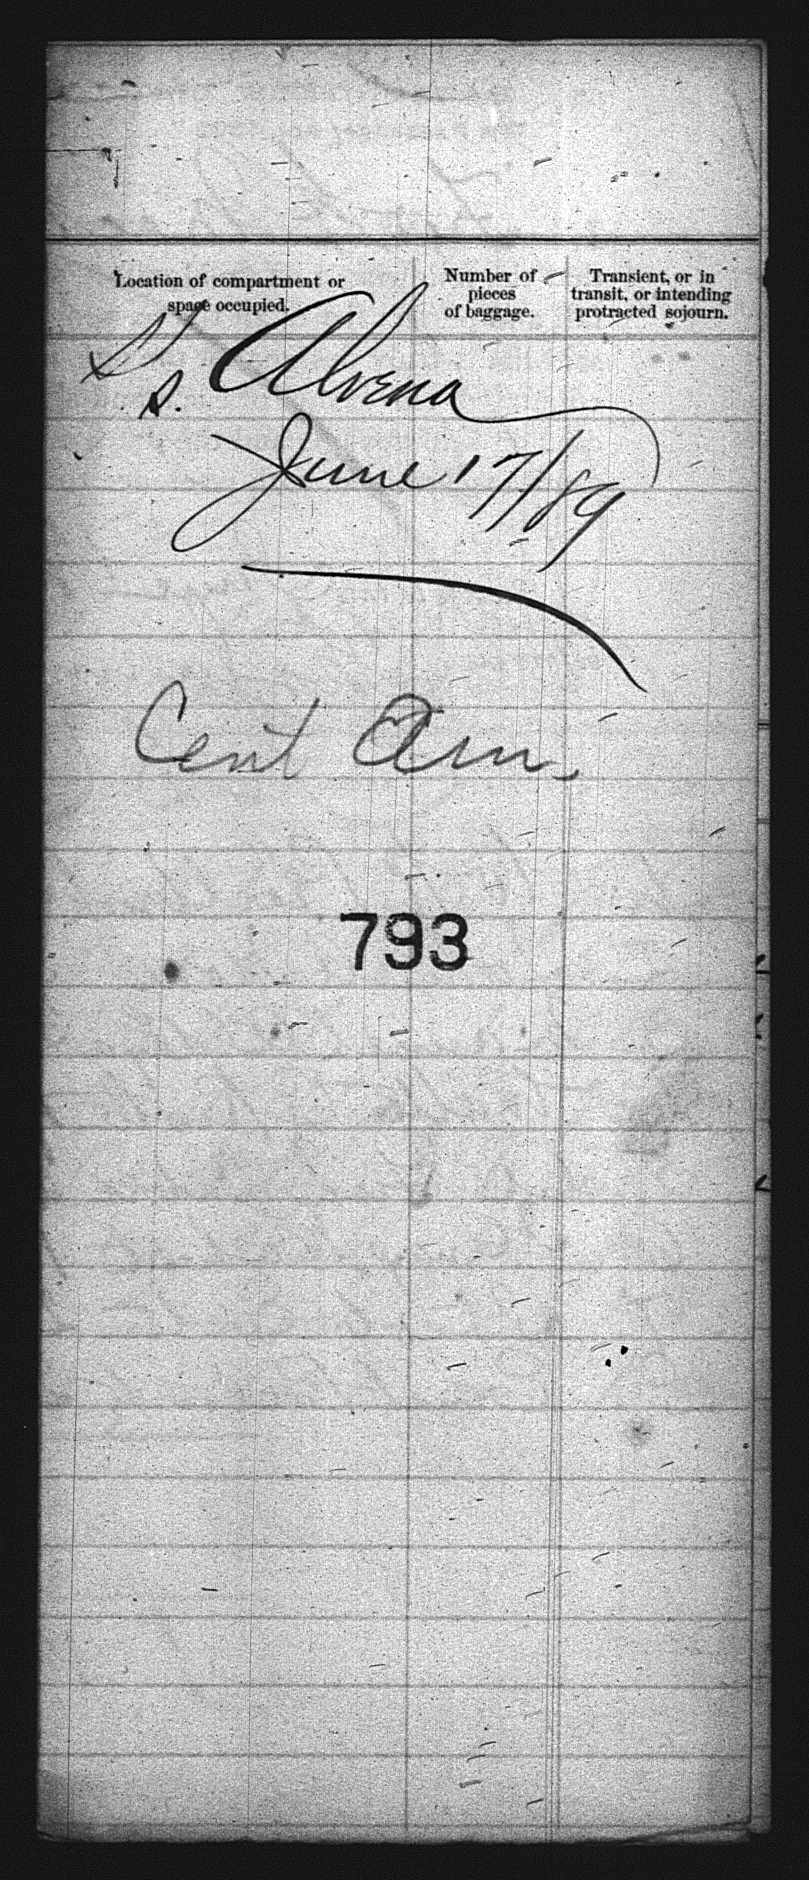 Location of compartment or
space occupied.
Number of
pieces
of baggage.
Transient, or in
transit, or intending
protracted sojourn.
S.S. Alvena
June 17/89
Cent Am.
793